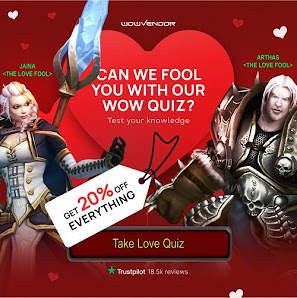 WOWVENDOR
JAINA
<THE LOVE FOOL>
ARTHAS
<THE LOVE FOOL>
CAN WE FOOL
YOU WITH OUR
WOW QUIZ?
Test your knowledge
GET 20% OFF
EVERYTHING
Take Love Quiz
Trustpilot 18.5k reviews